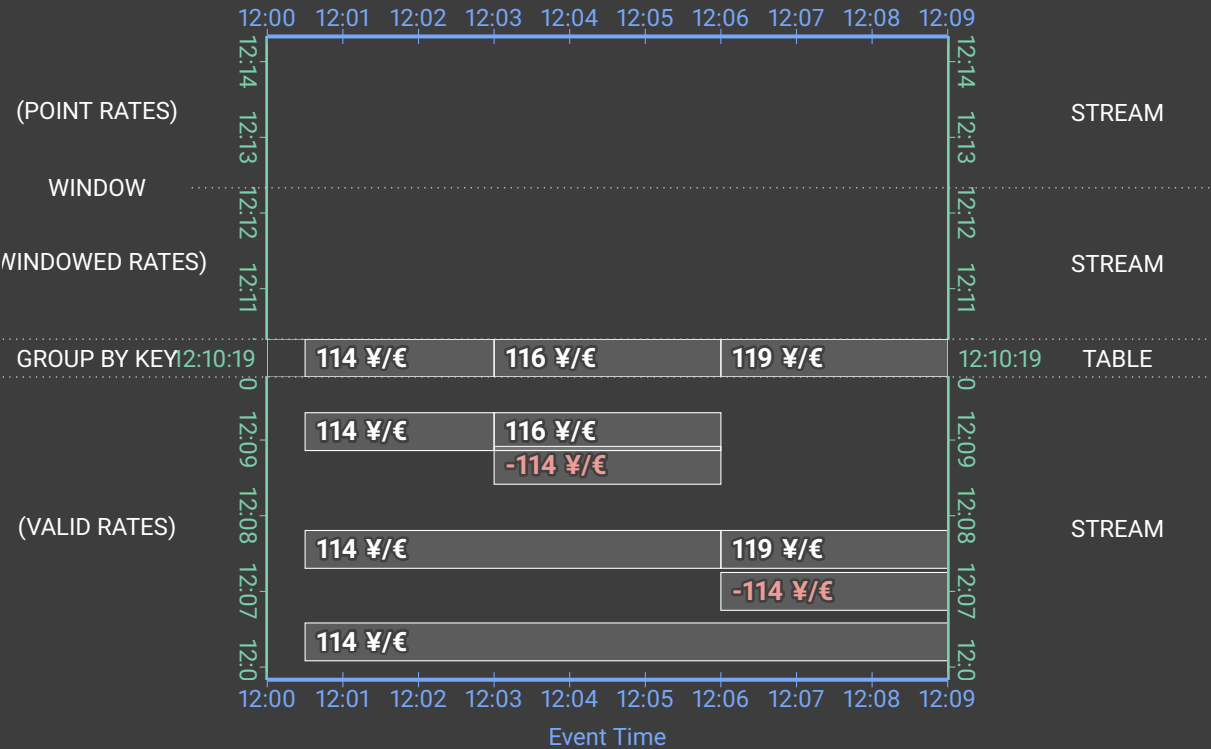 12:00 12:01 12:02 12:03 12:04 12:05 12:06 12:07 12:08 12:09
12:14 12:14
(POINT RATES) STREAM
12:13 12:13
WINDOW
12:12 12:12
WINDOWED RATES) STREAM
12:11 12:11
GROUP BY KEY 12:10:19 114 ¥/€ 116 ¥/€ 119 ¥/€ 12:10:19 TABLE
0 0
12:09 114 ¥/€ 116 ¥/€ 12:09
-114 ¥/€
(VALID RATES) 12:08 STREAM 12:08
114 ¥/€ 119 ¥/€
12:07 -114 ¥/€ 12:07
12:0 114 ¥/€ 12:0
12:00 12:01 12:02 12:03 12:04 12:05 12:06 12:07 12:08 12:09
Event Time